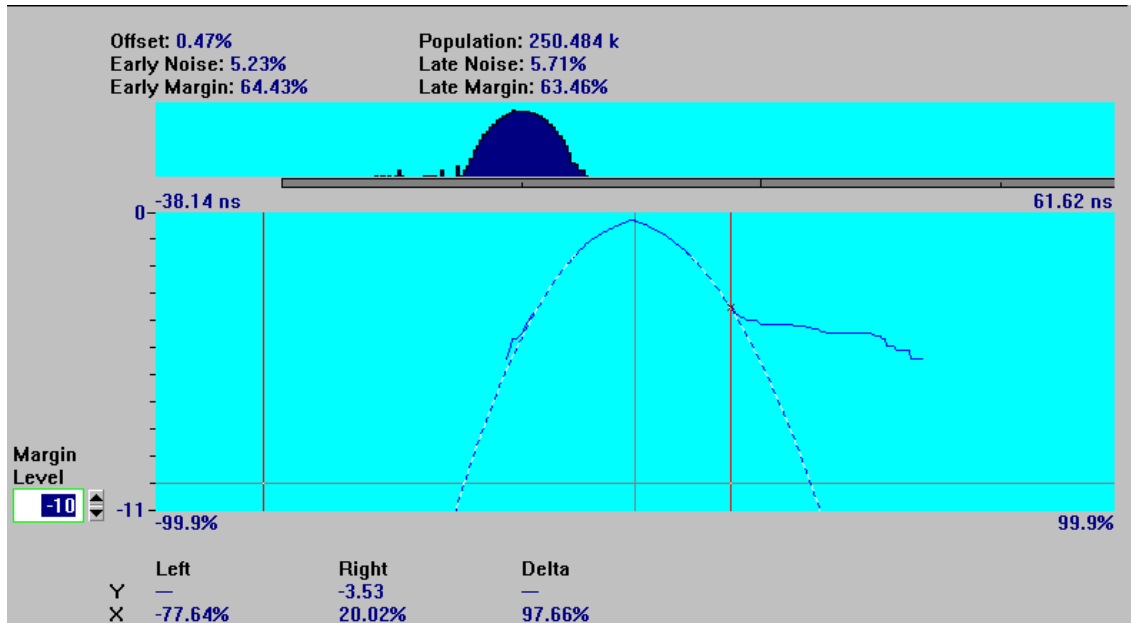 Offset: 0.47% Population: 250.484 k
Early Noise: 5.23% Late Noise: 5.71%
Early Margin: 64.43% Late Margin: 63.46%
-38.14 ns 61.62 ns
0
Margin
Level
-10
-11
-99.9% 99.9%
Left Right Delta
Y — -3.53 —
X -77.64% 20.02% 97.66%